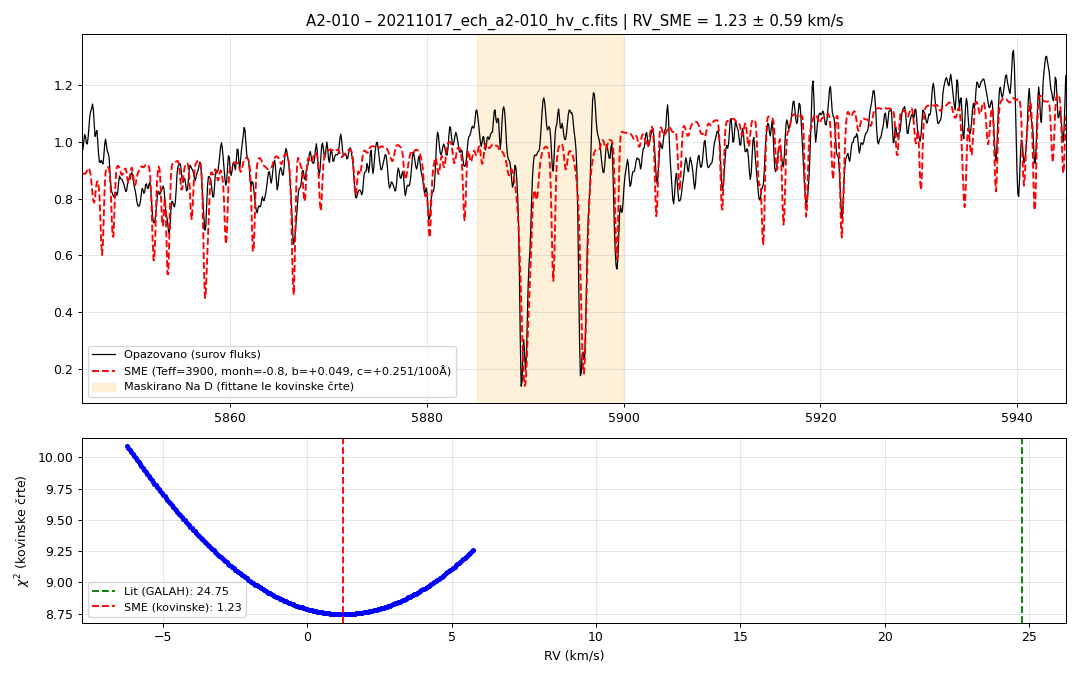 A2-010 – 20211017_ech_a2-010_hv_c.fits | RV_SME = 1.23 ± 0.59 km/s
1.2
1.0
0.8
0.6
0.4
0.2
Opazovano (surov fluks)
SME (Teff=3900, monh=-0.8, b=+0.049, c=+0.251/100Å)
Maskirano Na D (fittane le kovinske črte)
5860 5880 5900 5920 5940
χ² (kovinske črte)
10.00
9.75
9.50
9.25
9.00
8.75
Lit (GALAH): 24.75
SME (kovinske): 1.23
−5 0 5 10 15 20 25
RV (km/s)